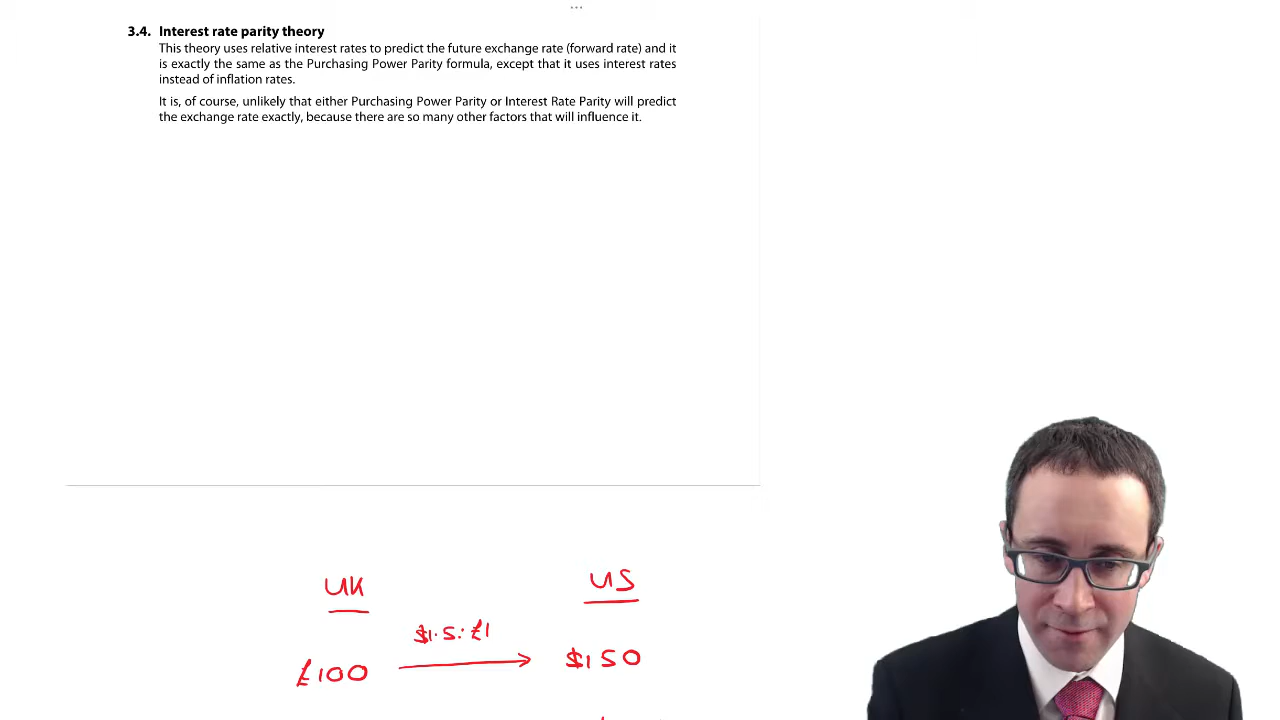 3.4. Interest rate parity theory
This theory uses relative interest rates to predict the future exchange rate (forward rate) and it
is exactly the same as the Purchasing Power Parity formula, except that it uses interest rates
instead of inflation rates.
It is, of course, unlikely that either Purchasing Power Parity or Interest Rate Parity will predict
the exchange rate exactly, because there are so many other factors that will influence it.
UK US
$1.5:£1
£100 $150